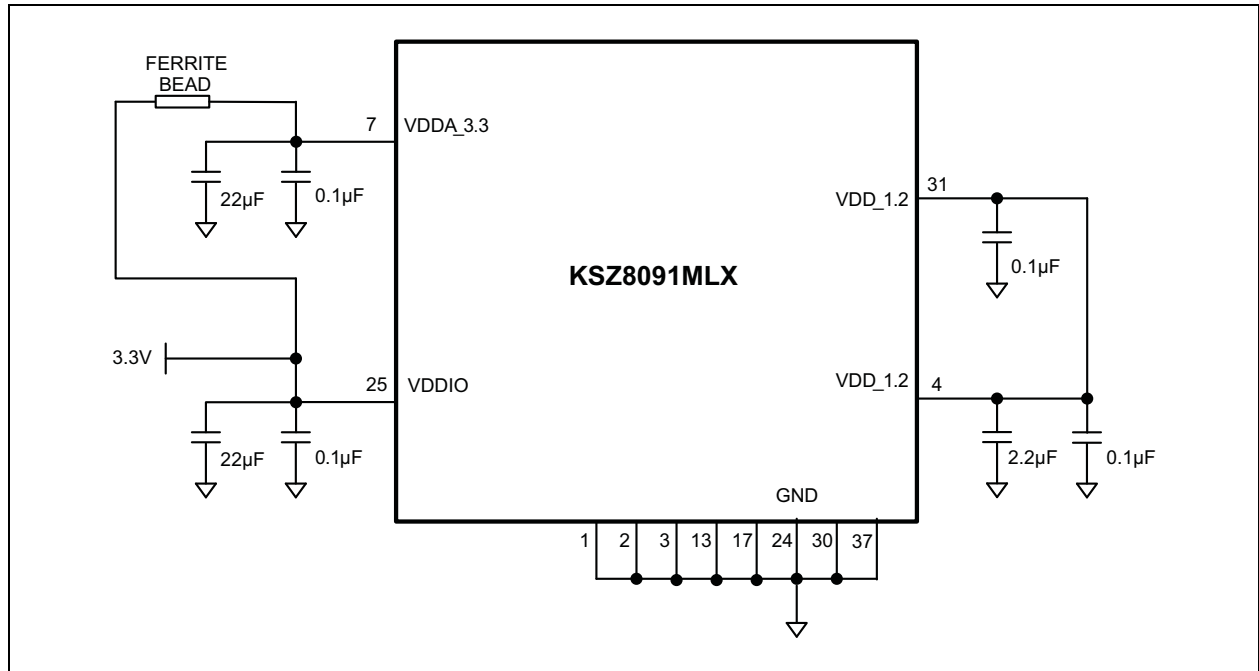 FERRITE
BEAD
7
VDDA_3.3
22µF
0.1µF
31
VDD_1.2
0.1µF
KSZ8091MLX
3.3V
25
VDDIO
22µF
0.1µF
VDD_1.2
4
2.2µF
0.1µF
GND
1
2
3
13
17
24
30
37